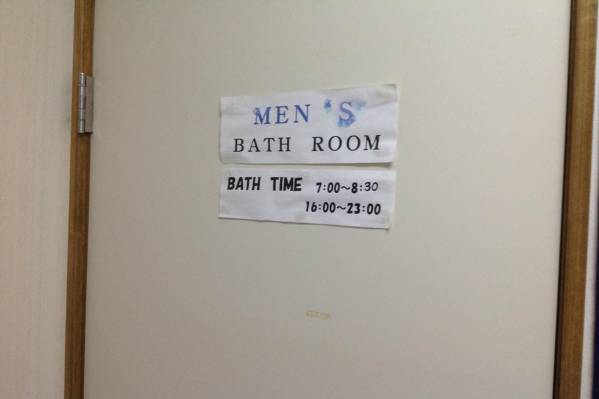 MEN 'S
BATH ROOM
BATH TIME 7:00~8:30
16:00~23:00